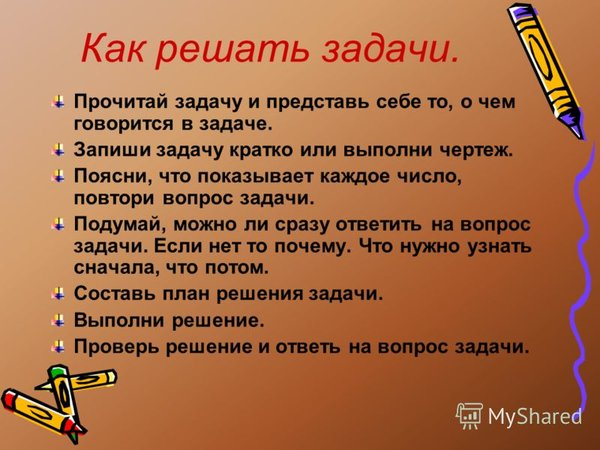 Как решать задачи.
Прочитай задачу и представь себе то, о чем
говорится в задаче.
Запиши задачу кратко или выполни чертеж.
Поясни, что показывает каждое число,
повтори вопрос задачи.
Подумай, можно ли сразу ответить на вопрос
задачи. Если нет то почему. Что нужно узнать
сначала, что потом.
Составь план решения задачи.
Выполни решение.
Проверь решение и ответь на вопрос задачи.
MyShared